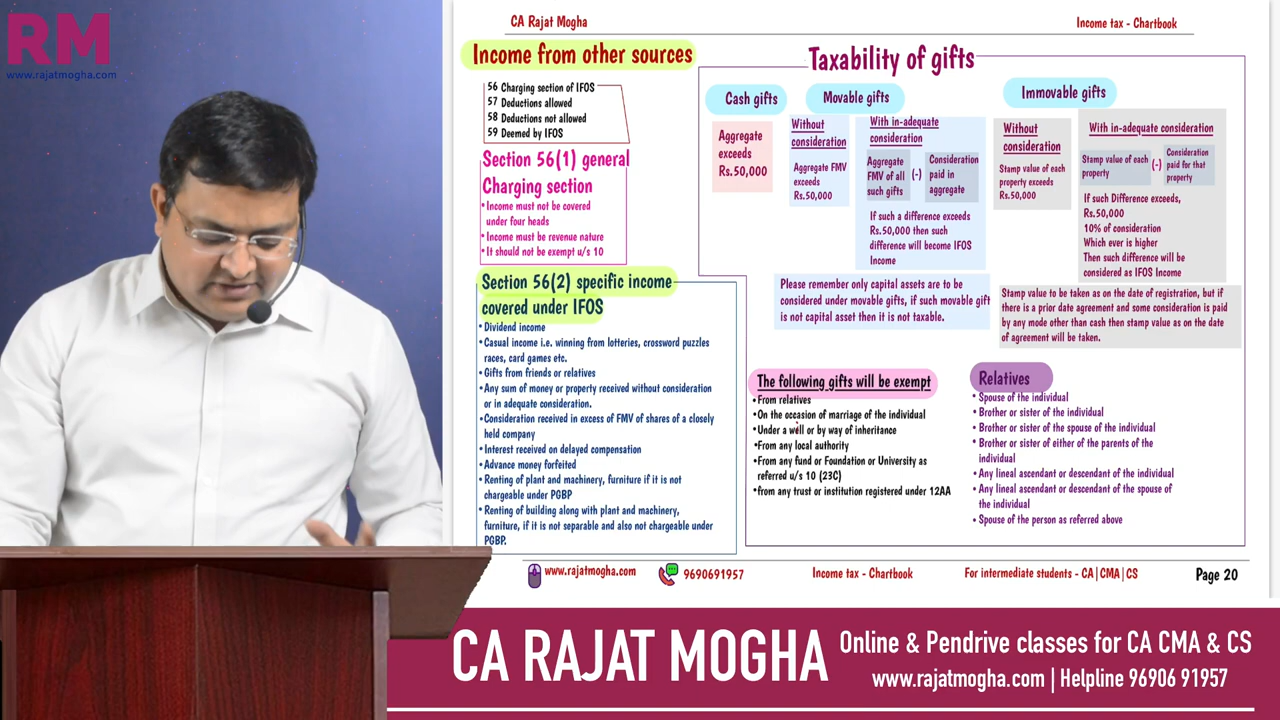 RM
www.rajatmogha.com
CA Rajat Mogha
Income tax - Chartbook
Income from other sources
56 Charging section of IFOS
57 Deductions allowed
58 Deductions not allowed
59 Deemed by IFOS
Section 56(1) general
Charging section
• Income must not be covered
under four heads
• Income must be revenue nature
• It should not be exempt u/s 10
Section 56(2) specific income
covered under IFOS
• Dividend income
• Casual income i.e. winning from lotteries, crossword puzzles
races, card games etc.
• Gifts from friends or relatives
• Any sum of money or property received without consideration
or in adequate consideration.
• Consideration received in excess of FMV of shares of a closely
held company
• Interest received on delayed compensation
• Advance money forfeited
• Renting of plant and machinery, furniture if it is not
chargeable under PGBP
• Renting of building along with plant and machinery,
furniture, if it is not separable and also not chargeable under
PGBP.
Taxability of gifts
Cash gifts
Aggregate
exceeds
Rs.50,000
Movable gifts
Without
consideration
Aggregate FMV
exceeds
Rs.50,000
With in-adequate
consideration
Aggregate
FMV of all
such gifts
(-)
Consideration
paid in
aggregate
If such a difference exceeds
Rs.50,000 then such
difference will become IFOS
Income
Please remember only capital assets are to be
considered under movable gifts, if such movable gift
is not capital asset then it is not taxable.
Immovable gifts
Without
consideration
Stamp value of each
property exceeds
Rs.50,000
With in-adequate consideration
Stamp value of each
property
(-)
Consideration
paid for that
property
If such Difference exceeds,
Rs.50,000
10% of consideration
Which ever is higher
Then such difference will be
considered as IFOS Income
Stamp value to be taken as on the date of registration, but if
there is a prior date agreement and some consideration is paid
by any mode other than cash then stamp value as on the date
of agreement will be taken.
The following gifts will be exempt
• From relatives
• On the occasion of marriage of the individual
• Under a well or by way of inheritance
• From any local authority
• From any fund or Foundation or University as
referred u/s 10 (23C)
• from any trust or institution registered under 12AA
Relatives
• Spouse of the individual
• Brother or sister of the individual
• Brother or sister of the spouse of the individual
• Brother or sister of either of the parents of the
individual
• Any lineal ascendant or descendant of the individual
• Any lineal ascendant or descendant of the spouse of
the individual
• Spouse of the person as referred above
www.rajatmogha.com
9690691957
Income tax - Chartbook
For intermediate students - CA|CMA|CS
Page 20
CA RAJAT MOGHA
Online & Pendrive classes for CA CMA & CS
www.rajatmogha.com | Helpline 96906 91957